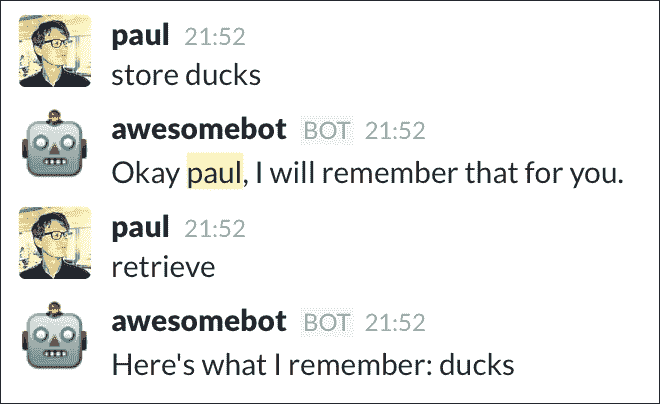 paul 21:52
store ducks
awesomebot BOT 21:52
Okay paul, I will remember that for you.
paul 21:52
retrieve
awesomebot BOT 21:52
Here's what I remember: ducks